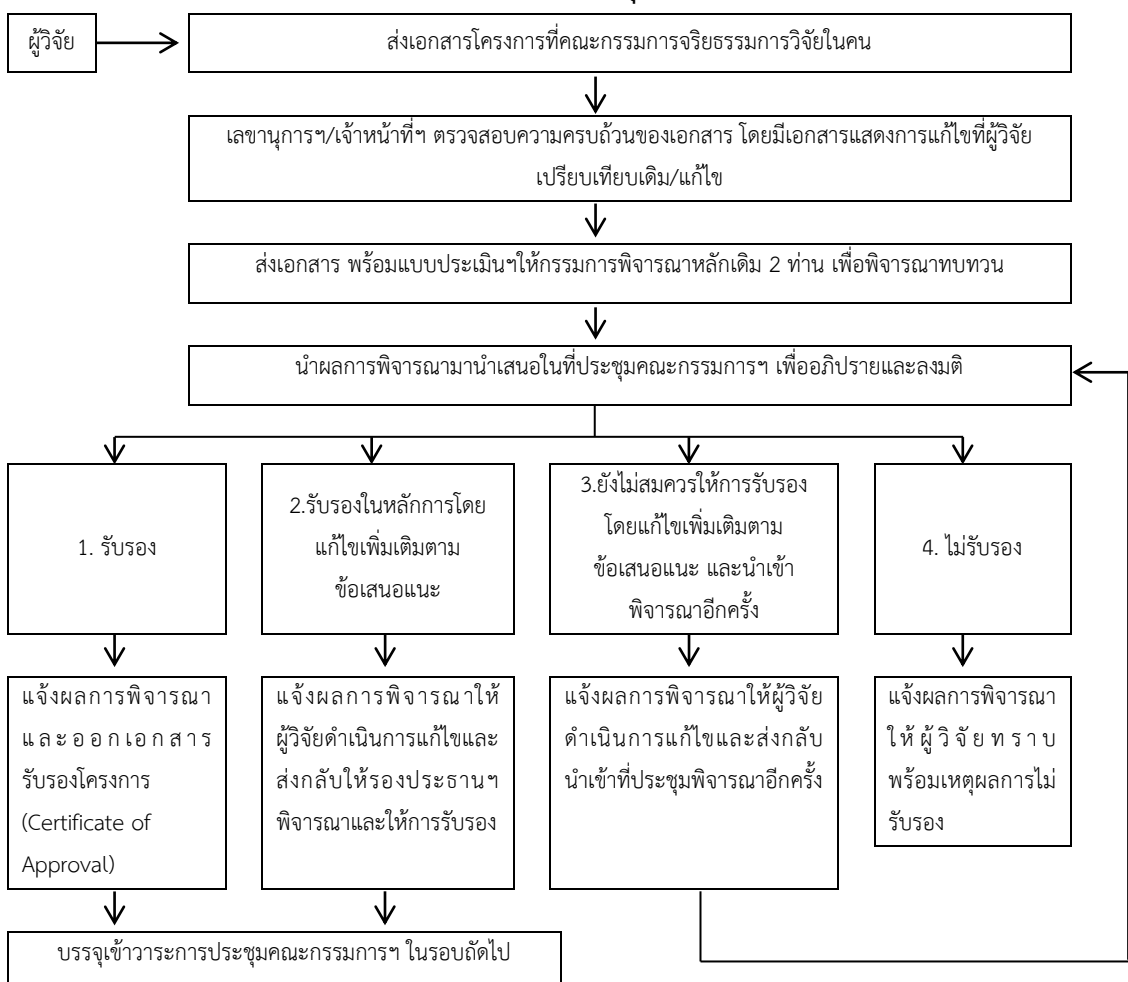 ผู้วิจัย
ส่งเอกสารโครงการที่คณะกรรมการจริยธรรมการวิจัยในคน
เลขานุการฯ/เจ้าหน้าที่ฯ ตรวจสอบความครบถ้วนของเอกสาร โดยมีเอกสารแสดงการแก้ไขที่ผู้วิจัย
เปรียบเทียบเดิม/แก้ไข
ส่งเอกสาร พร้อมแบบประเมินฯให้กรรมการพิจารณาหลักเดิม 2 ท่าน เพื่อพิจารณาทบทวน
นำผลการพิจารณามานำเสนอในที่ประชุมคณะกรรมการฯ เพื่ออภิปรายและลงมติ
1. รับรอง
2.รับรองในหลักการโดย
แก้ไขเพิ่มเติมตาม
ข้อเสนอแนะ
3.ยังไม่สมควรให้การรับรอง
โดยแก้ไขเพิ่มเติมตาม
ข้อเสนอแนะ และนำเข้า
พิจารณาอีกครั้ง
4. ไม่รับรอง
แจ้งผลการพิจารณา
และออกเอกสาร
รับรองโครงการ
(Certificate of
Approval)
แจ้งผลการพิจารณาให้
ผู้วิจัยดำเนินการแก้ไขและ
ส่งกลับให้รองประธานฯ
พิจารณาและให้การรับรอง
แจ้งผลการพิจารณาให้ผู้วิจัย
ดำเนินการแก้ไขและส่งกลับ
นำเข้าที่ประชุมพิจารณาอีกครั้ง
แจ้งผลการพิจารณา
ให้ผู้วิจัยทราบ
พร้อมเหตุผลการไม่
รับรอง
บรรจุเข้าวาระการประชุมคณะกรรมการฯ ในรอบถัดไป